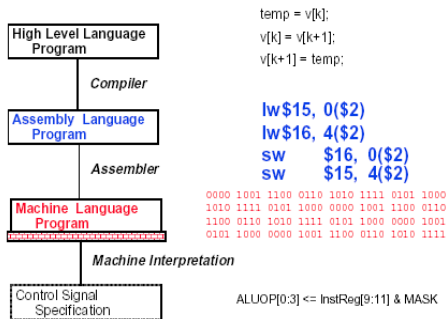 temp = v[k];
High Level Language
Program
v[k] = v[k+1];
v[k+1] = temp;
Compiler
Assembly Language
Program
lw$15, 0($2)
lw$16, 4($2)
sw $16, 0($2)
sw $15, 4($2)
Assembler
Machine Language
Program
0000 1001 1100 0110 1010 1111 0101 1000
1010 1111 0101 1000 0000 1001 1100 0110
1100 0110 1010 1111 0101 1000 0000 1001
0101 1000 0000 1001 1100 0110 1010 1111
Machine Interpretation
Control Signal
Specification
ALUOP[0:3] <= InstReg[9:11] & MASK